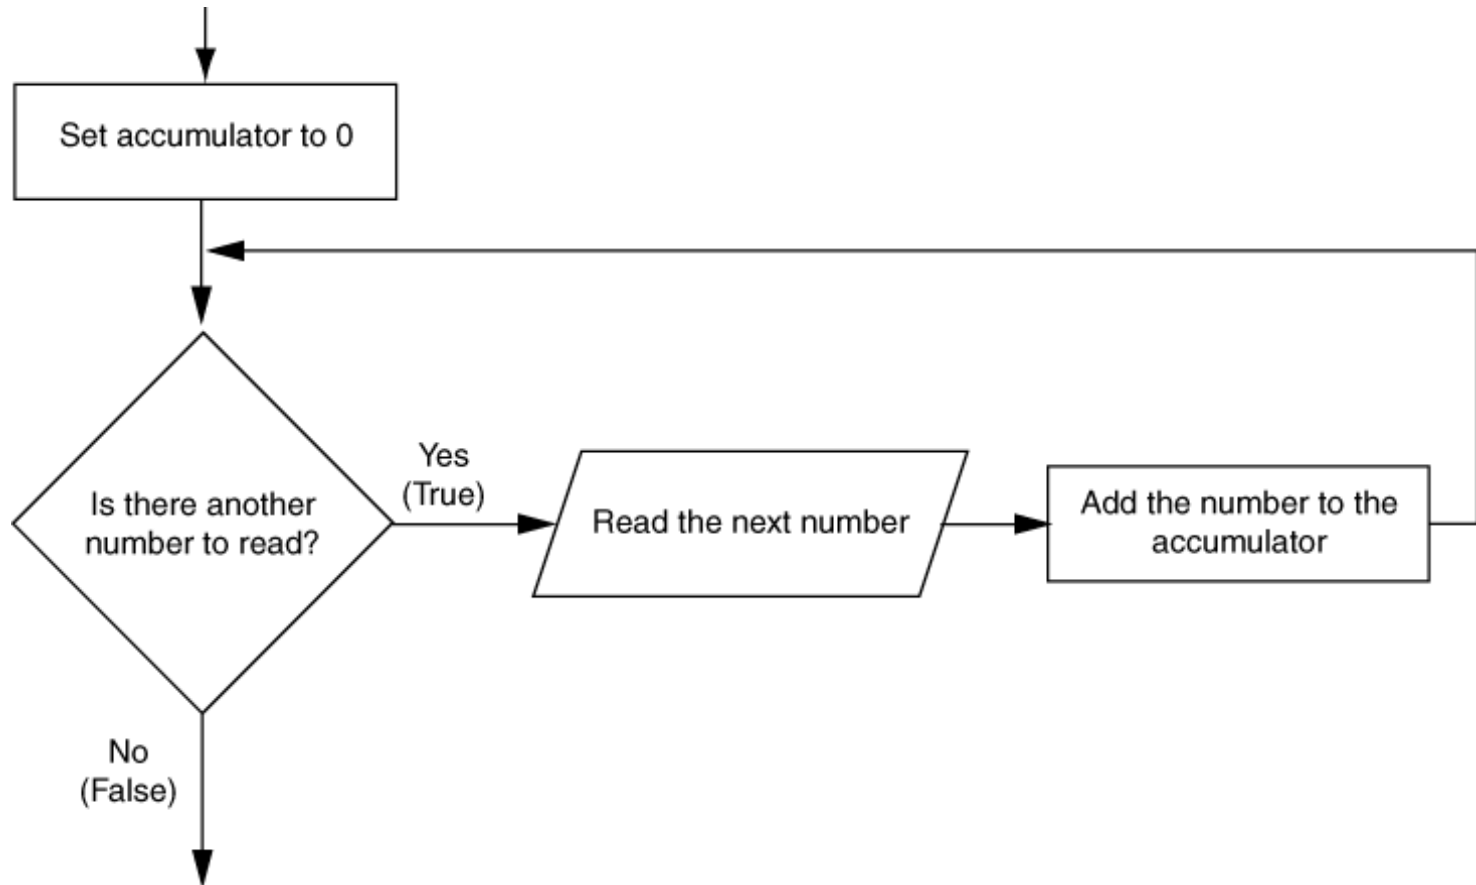 Set accumulator to 0
Is there another
number to read?
Yes
(True)
Read the next number
Add the number to the
accumulator
No
(False)